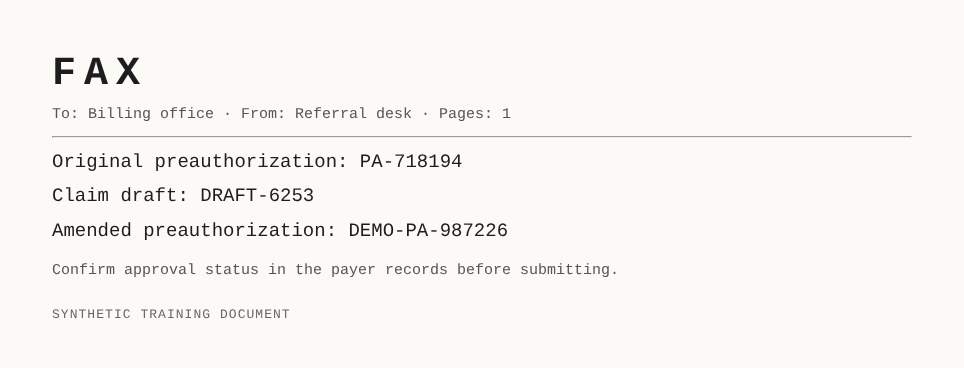 FAX
To: Billing office · From: Referral desk · Pages: 1
Original preauthorization: PA-718194
Claim draft: DRAFT-6253
Amended preauthorization: DEMO-PA-987226
Confirm approval status in the payer records before submitting.
SYNTHETIC TRAINING DOCUMENT